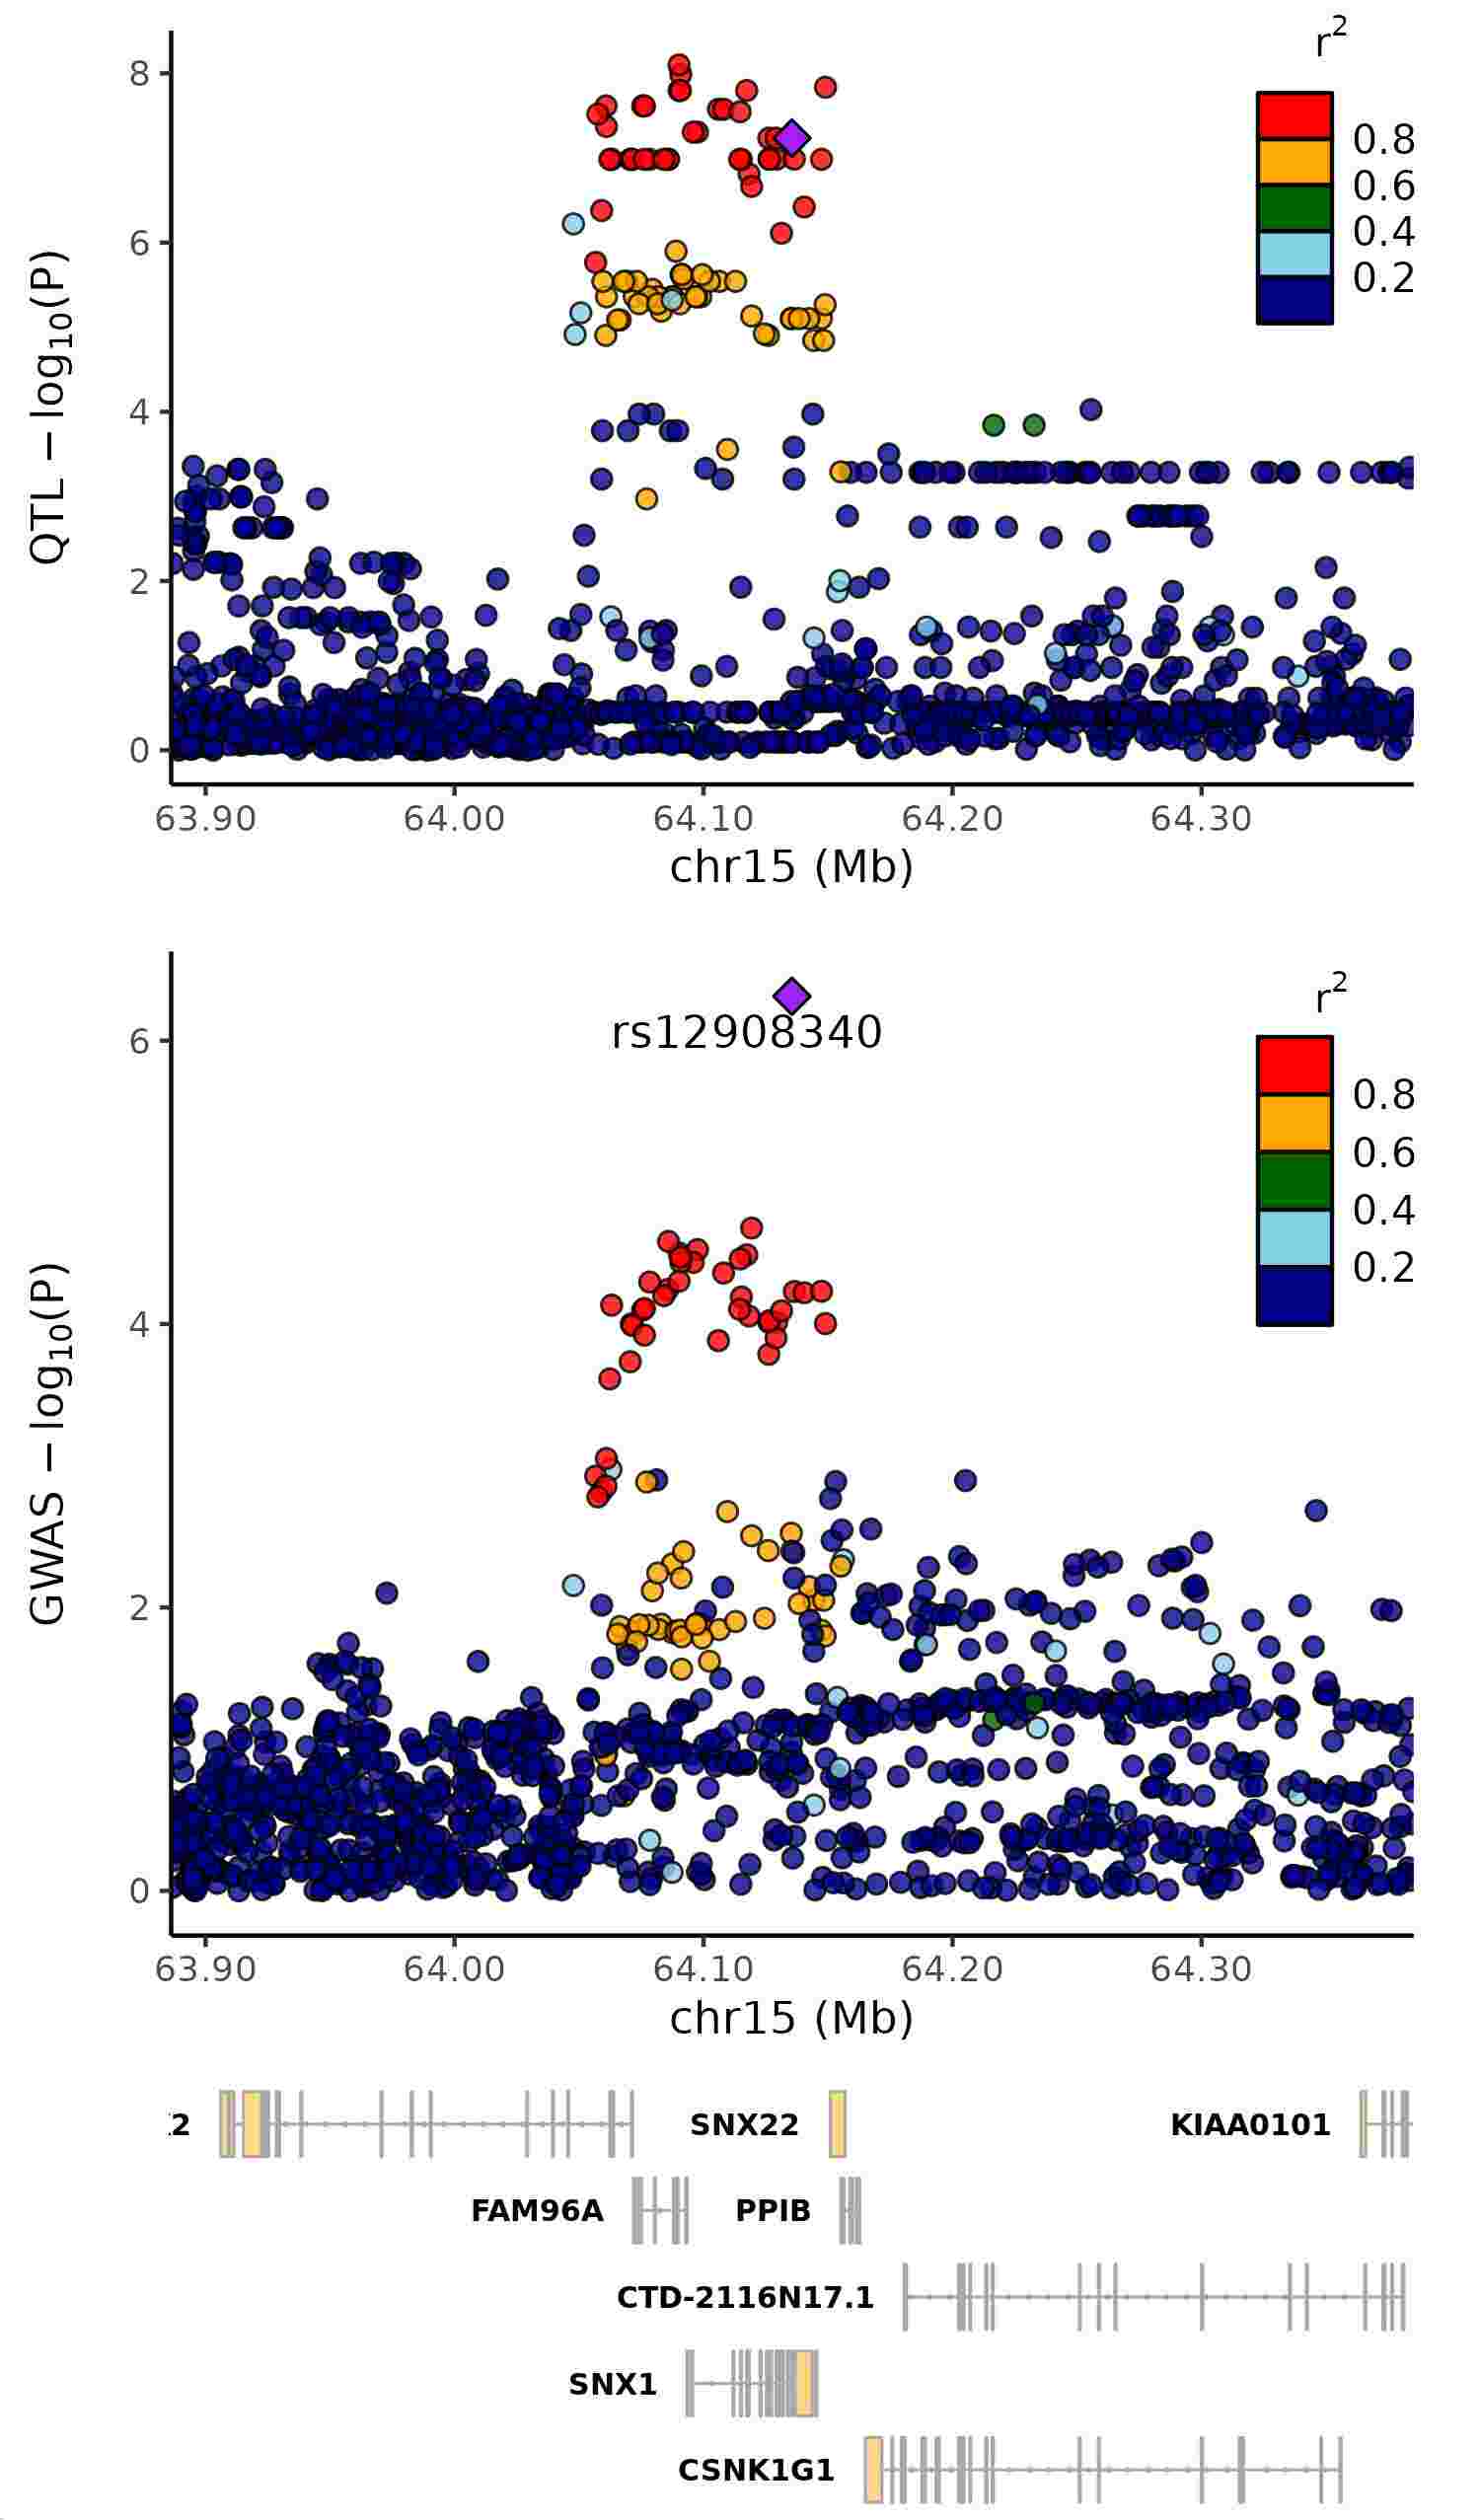 r²
8
6
4
2
0
QTL −log₁₀(P)
0.8
0.6
0.4
0.2
63.90 64.00 64.10 64.20 64.30
chr15 (Mb)
rs12908340
r²
6
4
2
0
GWAS −log₁₀(P)
0.8
0.6
0.4
0.2
63.90 64.00 64.10 64.20 64.30
chr15 (Mb)
2 SNX22 KIAA0101
FAM96A PPIB
CTD-2116N17.1
SNX1
CSNK1G1